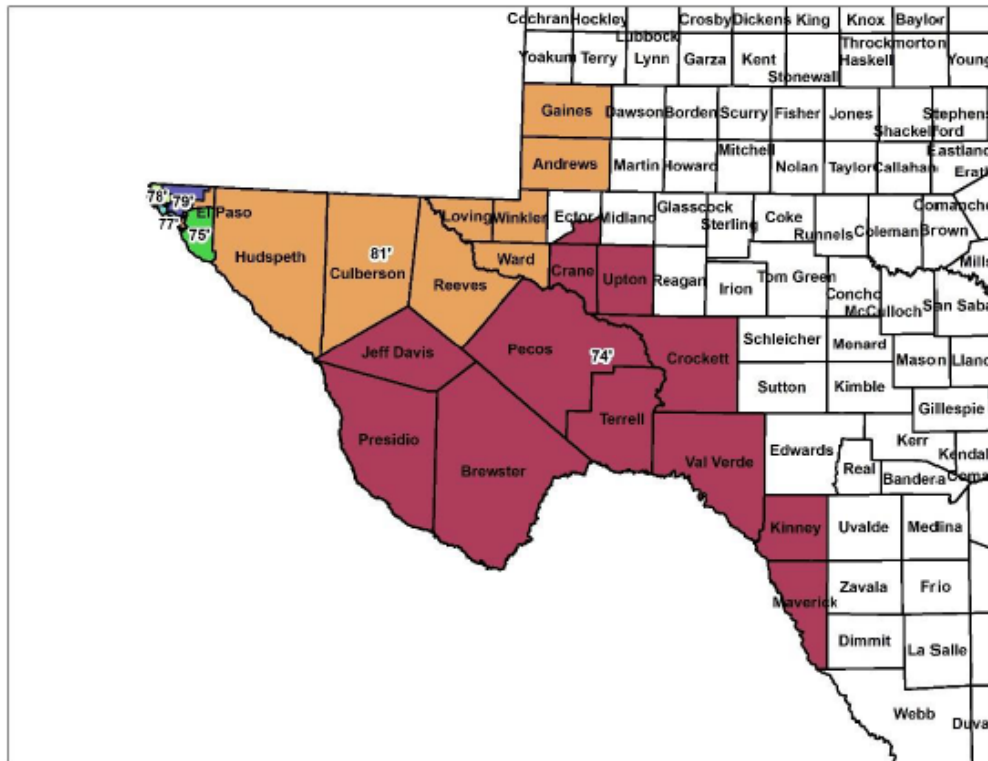 Cochran Hockley Crosby Dickens King Knox Baylor
Lubbock
Yoakum Terry Lynn Garza Kent Stonewall Throckmorton
Haskell Young
Gaines Dawson Borden Scurry Fisher Jones Shackelford Stephens
Andrews Martin Howard Mitchell Nolan Taylor Callahan Eastland
Erath
78' 79'
77'
El Paso
75'
Loving Winkler Ector Midland Glasscock Sterling Coke Runnels Coleman Brown Comanche
Hudspeth 81' Culberson Reeves Ward Crane Upton Reagan Irion Tom Green Concho McCulloch San Saba Mills
Jeff Davis Pecos 74' Crockett Schleicher Menard Mason Llano
Sutton Kimble Gillespie
Presidio Brewster Terrell Val Verde Edwards Real Kerr Kendal
Bandera Coma
Kinney Uvalde Medina
Maverick Zavala Frio
Dimmit La Salle
Webb Duva